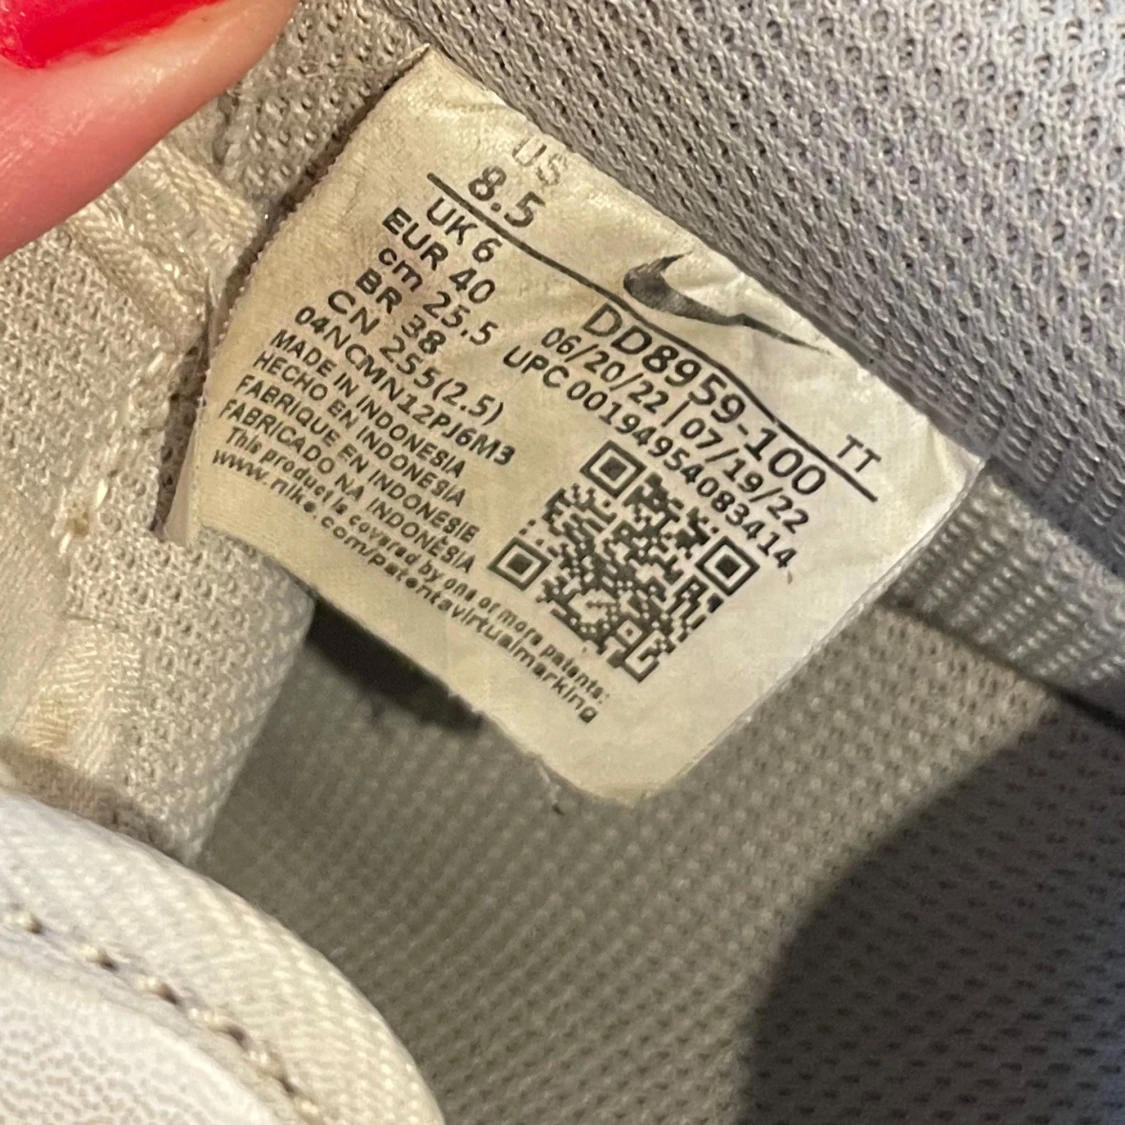 US
8.5
UK 6
EUR 40
cm 25.5
BR 38
CN 255(2.5)
04NCMN12PJ6M3
MADE IN INDONESIA
HECHO EN INDONESIA
FABRIQUE EN INDONESIE
FABRICADO NA INDONESIA
This product is covered by one or more patents:
www.nike.com/patentavirtualmarking
DD8959-100 TT
06/20/22 | 07/19/22
UPC 00194954083414